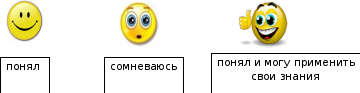 понял
сомневаюсь
понял и могу применить
свои знания